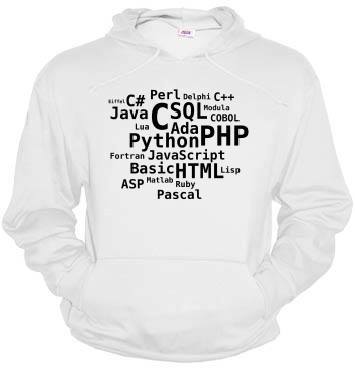 Perl Delphi C++
Eiffel C# Modula
Java C SQL COBOL
Lua Ada
Python PHP
Fortran JavaScript
Basic HTML Lisp
ASP Matlab Ruby
Pascal